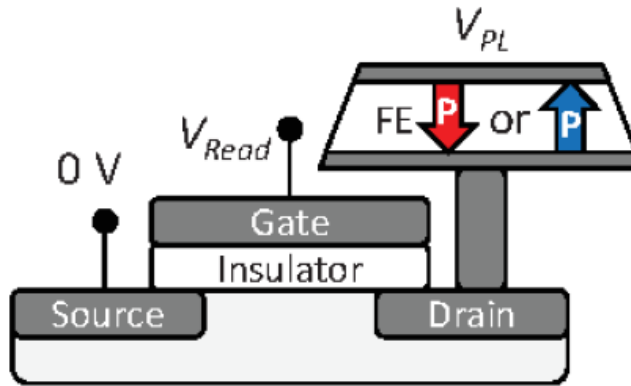 V_PL
FE P or P
V_Read
0 V
Gate
Insulator
Source
Drain